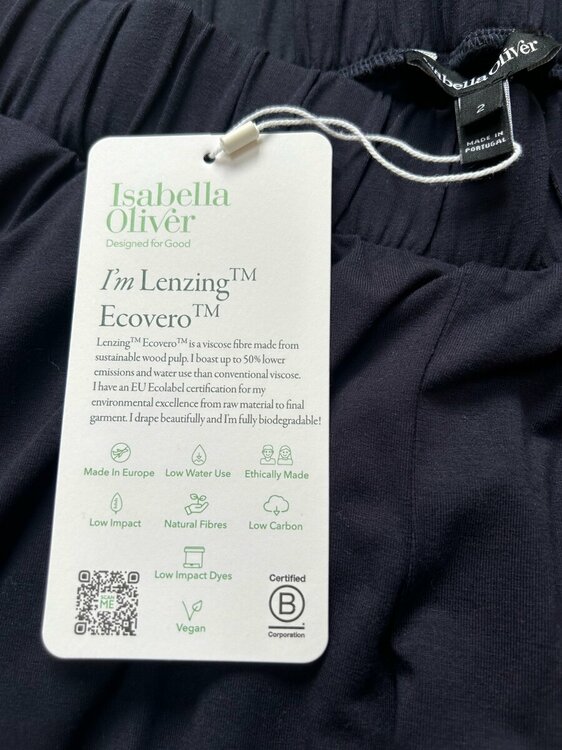 Isabella Oliver
2
MADE IN
PORTUGAL
Isabella
Oliver
Designed for Good
I'm Lenzing™
Ecovero™
Lenzing™ Ecovero™ is a viscose fibre made from
sustainable wood pulp. I boast up to 50% lower
emissions and water use than conventional viscose.
I have an EU Ecolabel certification for my
environmental excellence from raw material to final
garment. I drape beautifully and I'm fully biodegradable!
Made In Europe Low Water Use Ethically Made
Low Impact Natural Fibres Low Carbon
Low Impact Dyes
SCAN
ME
Vegan
Certified
B
Corporation